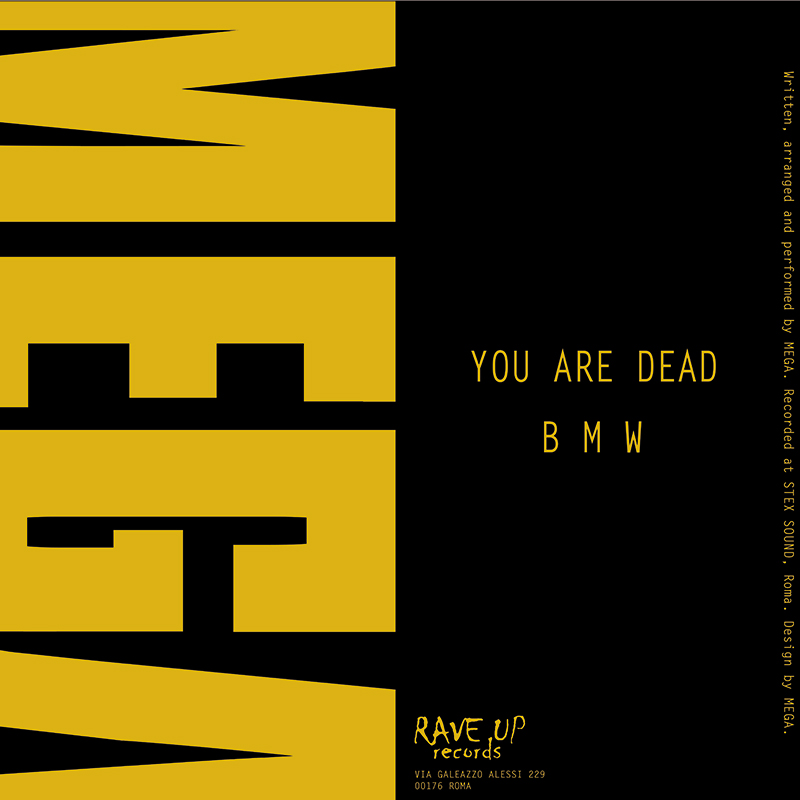 MEGA
YOU ARE DEAD
B M W
Written, arranged and performed by MEGA. Recorded at STEX SOUND, Roma. Design by MEGA.
RAVE UP
records
VIA GALEAZZO ALESSI 229
00176 ROMA